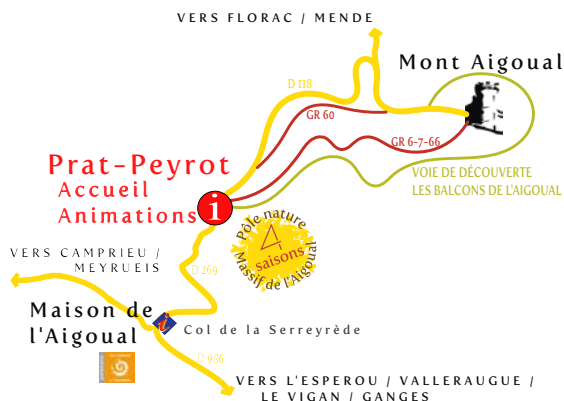 VERS FLORAC / MENDE
Mont Aigoual
D 118
GR 60
GR 6-7-66
VOIE DE DÉCOUVERTE
LES BALCONS DE L'AIGOUAL
Prat-Peyrot
Accueil
Animations
i
Pôle nature
4
saisons
Massif de l'Aigoual
VERS CAMPRIEU /
MEYRUEIS
D 269
Maison de
l'Aigoual
i
Col de la Serreyrède
D 986
VERS L'ESPEROU / VALLERAUGUE /
LE VIGAN / GANGES